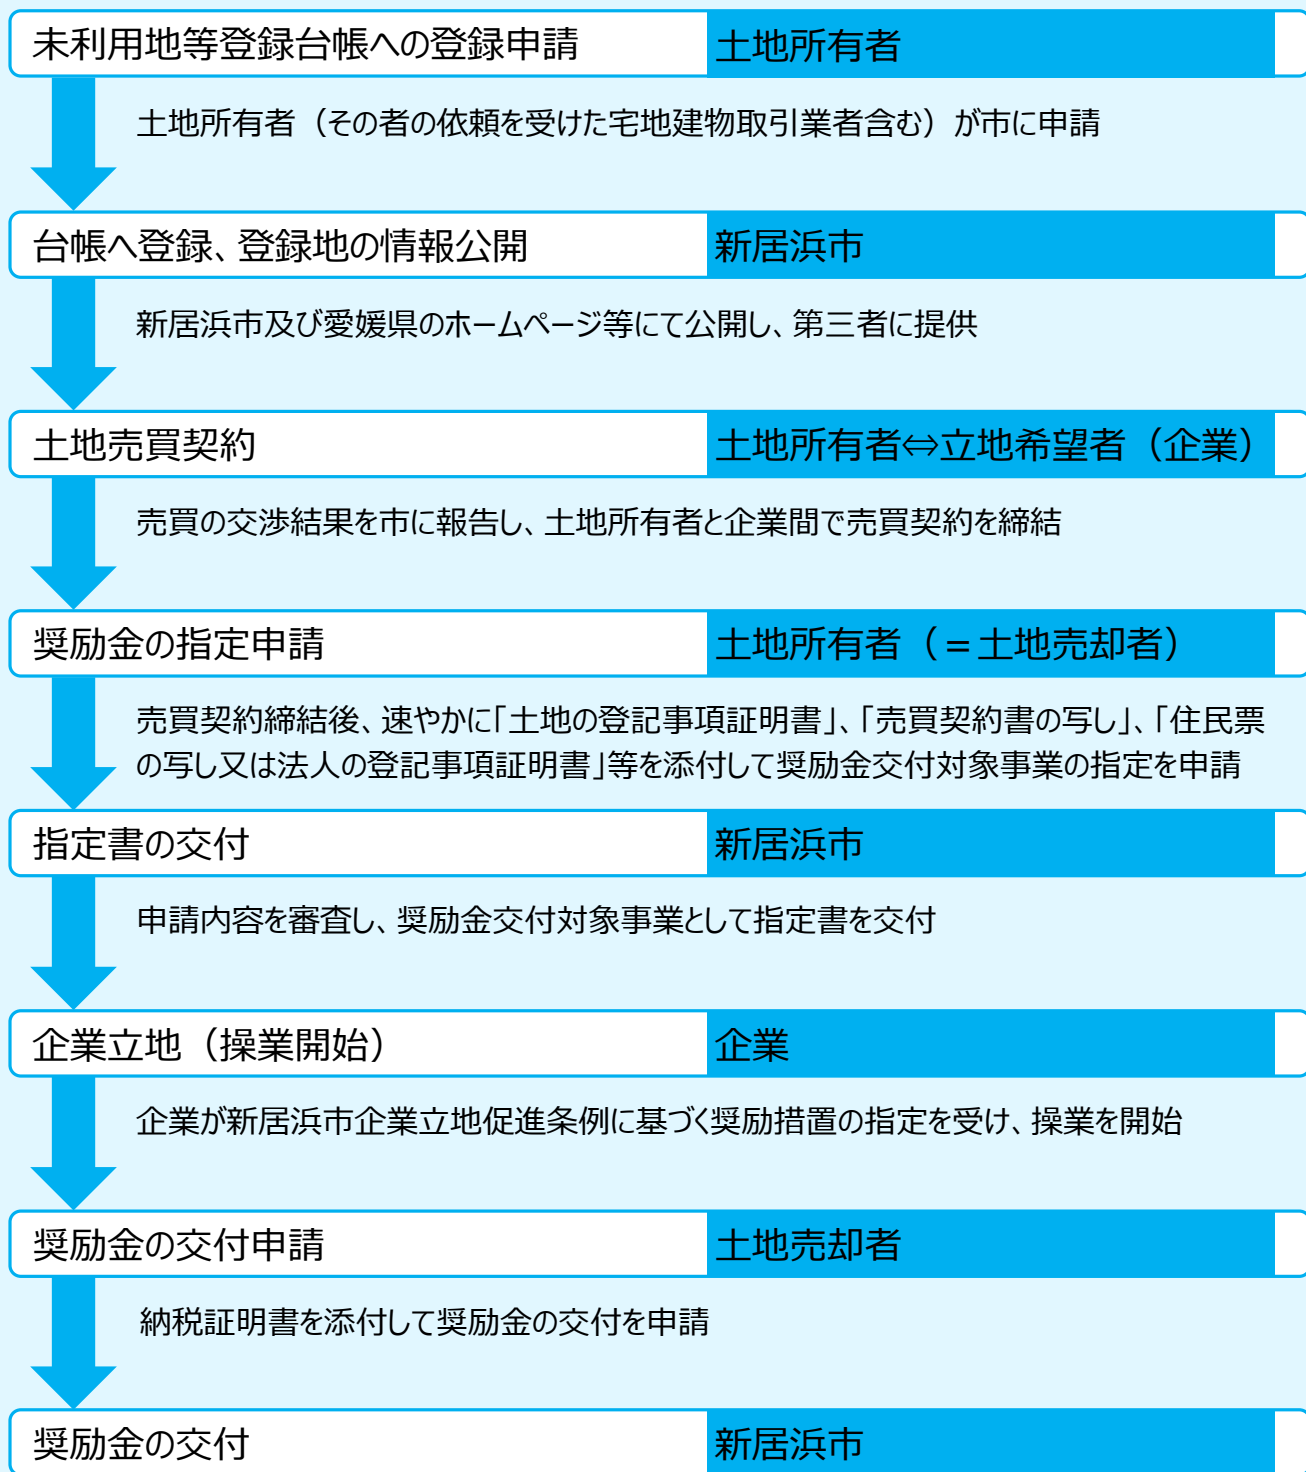 未利用地等登録台帳への登録申請 土地所有者
土地所有者（その者の依頼を受けた宅地建物取引業者含む）が市に申請
台帳へ登録、登録地の情報公開 新居浜市
新居浜市及び愛媛県のホームページ等にて公開し、第三者に提供
土地売買契約 土地所有者⇔立地希望者（企業）
売買の交渉結果を市に報告し、土地所有者と企業間で売買契約を締結
奨励金の指定申請 土地所有者（＝土地売却者）
売買契約締結後、速やかに「土地の登記事項証明書」、「売買契約書の写し」、「住民票
の写し又は法人の登記事項証明書」等を添付して奨励金交付対象事業の指定を申請
指定書の交付 新居浜市
申請内容を審査し、奨励金交付対象事業として指定書を交付
企業立地（操業開始） 企業
企業が新居浜市企業立地促進条例に基づく奨励措置の指定を受け、操業を開始
奨励金の交付申請 土地売却者
納税証明書を添付して奨励金の交付を申請
奨励金の交付 新居浜市